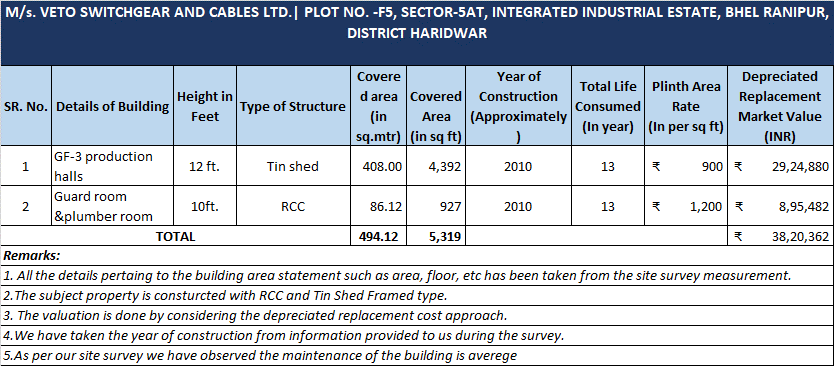 M/s. VETO SWITCHGEAR AND CABLES LTD.| PLOT NO. -F5, SECTOR-5AT, INTEGRATED INDUSTRIAL ESTATE, BHEL RANIPUR,
DISTRICT HARIDWAR
SR. No. Details of Building Height in Feet Type of Structure Covere d area (in sq.mtr) Covered Area (in sq ft) Year of Construction (Approximately ) Total Life Consumed (In year) Plinth Area Rate (In per sq ft) Depreciated Replacement Market Value (INR)
1 GF-3 production halls 12 ft. Tin shed 408.00 4,392 2010 13 ₹ 900 ₹ 29,24,880
2 Guard room &plumber room 10ft. RCC 86.12 927 2010 13 ₹ 1,200 ₹ 8,95,482
TOTAL 494.12 5,319 ₹ 38,20,362
Remarks:
1. All the details pertaing to the building area statement such as area, floor, etc has been taken from the site survey measurement.
2.The subject property is consturcted with RCC and Tin Shed Framed type.
3. The valuation is done by considering the depreciated replacement cost approach.
4.We have taken the year of construction from information provided to us during the survey.
5.As per our site survey we have observed the maintenance of the building is averege